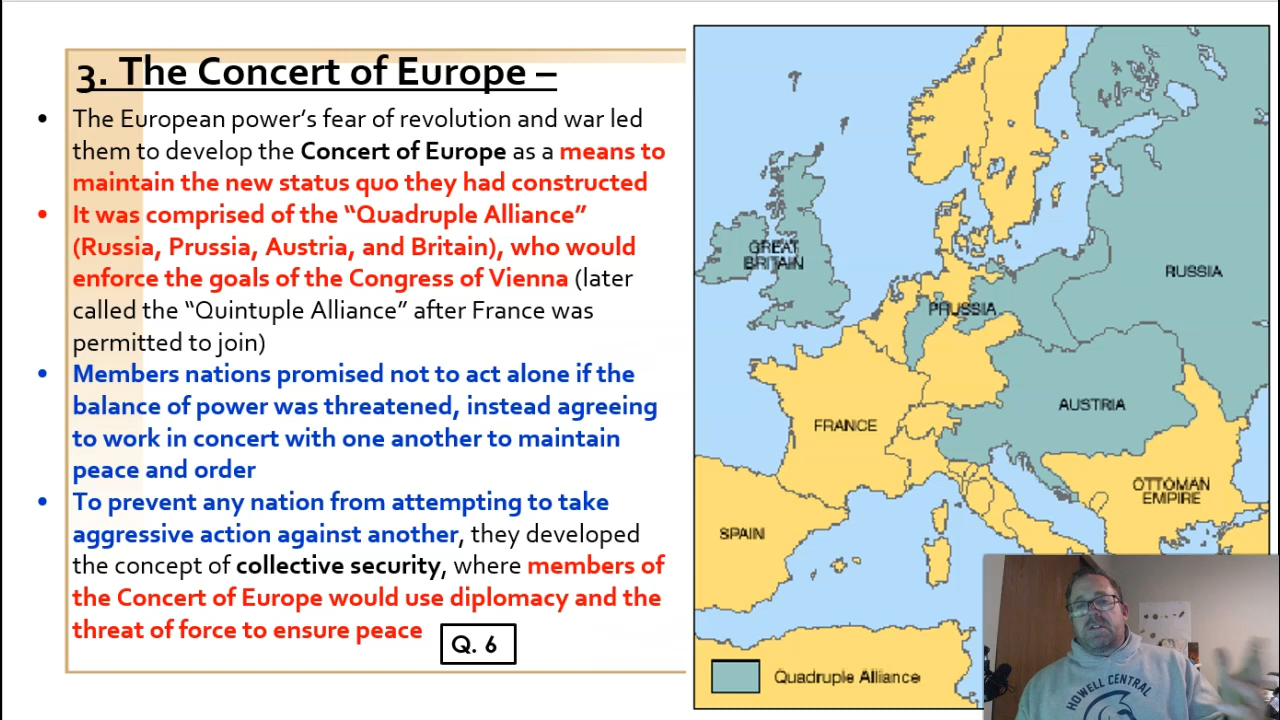 3. The Concert of Europe –
• The European power's fear of revolution and war led
them to develop the Concert of Europe as a means to
maintain the new status quo they had constructed
• It was comprised of the "Quadruple Alliance"
(Russia, Prussia, Austria, and Britain), who would
enforce the goals of the Congress of Vienna (later
called the "Quintuple Alliance" after France was
permitted to join)
• Members nations promised not to act alone if the
balance of power was threatened, instead agreeing
to work in concert with one another to maintain
peace and order
• To prevent any nation from attempting to take
aggressive action against another, they developed
the concept of collective security, where members of
the Concert of Europe would use diplomacy and the
threat of force to ensure peace
Q. 6
GREAT
BRITAIN
RUSSIA
PRUSSIA
AUSTRIA
FRANCE
OTTOMAN
EMPIRE
SPAIN
Quadruple Alliance
HOWELL CENTRAL